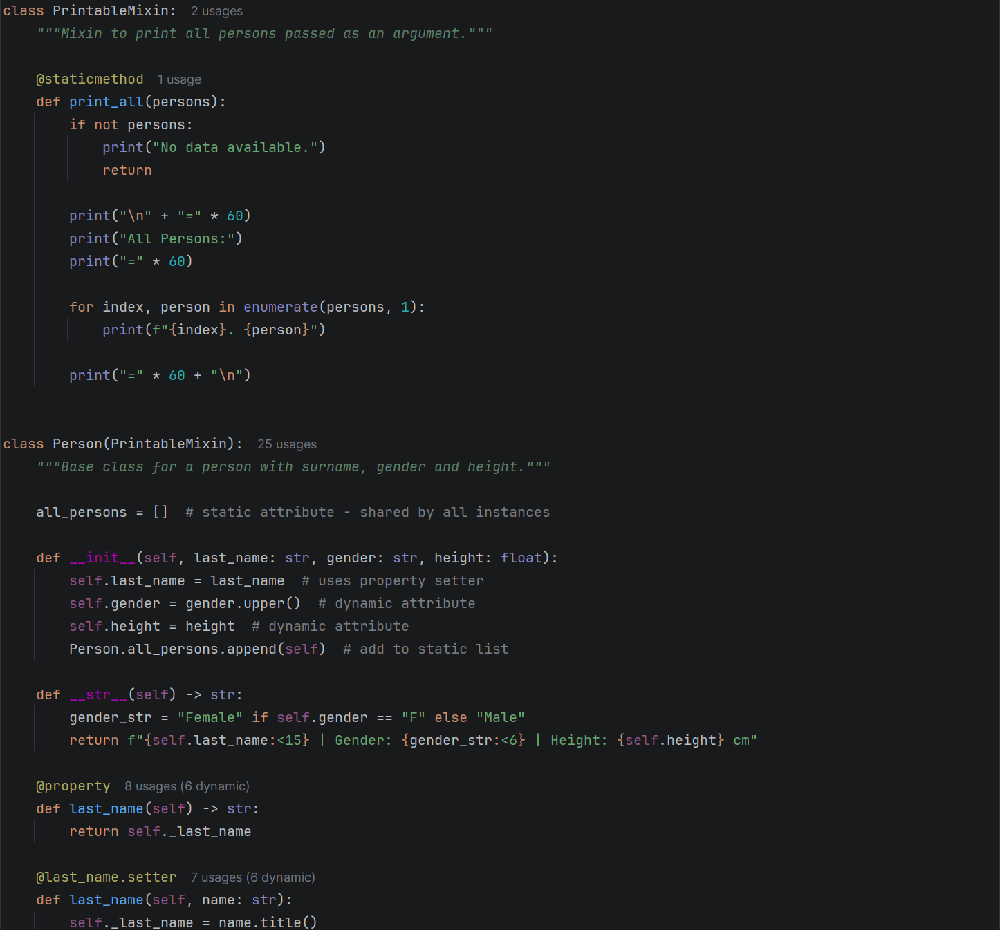 class PrintableMixin:  2 usages
    """Mixin to print all persons passed as an argument."""

    @staticmethod  1 usage
    def print_all(persons):
        if not persons:
            print("No data available.")
            return

        print("\n" + "=" * 60)
        print("All Persons:")
        print("=" * 60)

        for index, person in enumerate(persons, 1):
            print(f"{index}. {person}")

        print("=" * 60 + "\n")


class Person(PrintableMixin):  25 usages
    """Base class for a person with surname, gender and height."""

    all_persons = []  # static attribute - shared by all instances

    def __init__(self, last_name: str, gender: str, height: float):
        self.last_name = last_name  # uses property setter
        self.gender = gender.upper()  # dynamic attribute
        self.height = height  # dynamic attribute
        Person.all_persons.append(self)  # add to static list

    def __str__(self) -> str:
        gender_str = "Female" if self.gender == "F" else "Male"
        return f"{self.last_name:<15} | Gender: {gender_str:<6} | Height: {self.height} cm"

    @property  8 usages (6 dynamic)
    def last_name(self) -> str:
        return self._last_name

    @last_name.setter  7 usages (6 dynamic)
    def last_name(self, name: str):
        self._last_name = name.title()